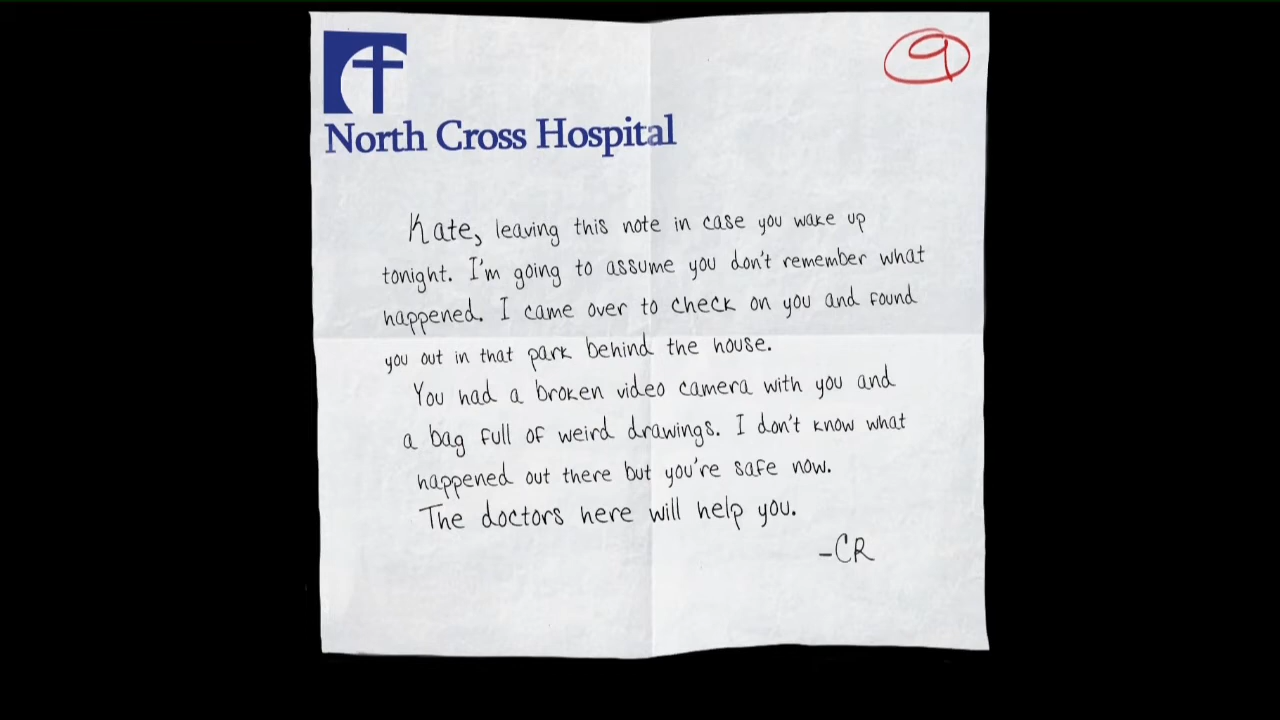 9
North Cross Hospital
Kate, leaving this note in case you wake up
tonight. I'm going to assume you don't remember what
happened. I came over to check on you and found
you out in that park behind the house.
You had a broken video camera with you and
a bag full of weird drawings. I don't know what
happened out there but you're safe now.
The doctors here will help you.
-CR